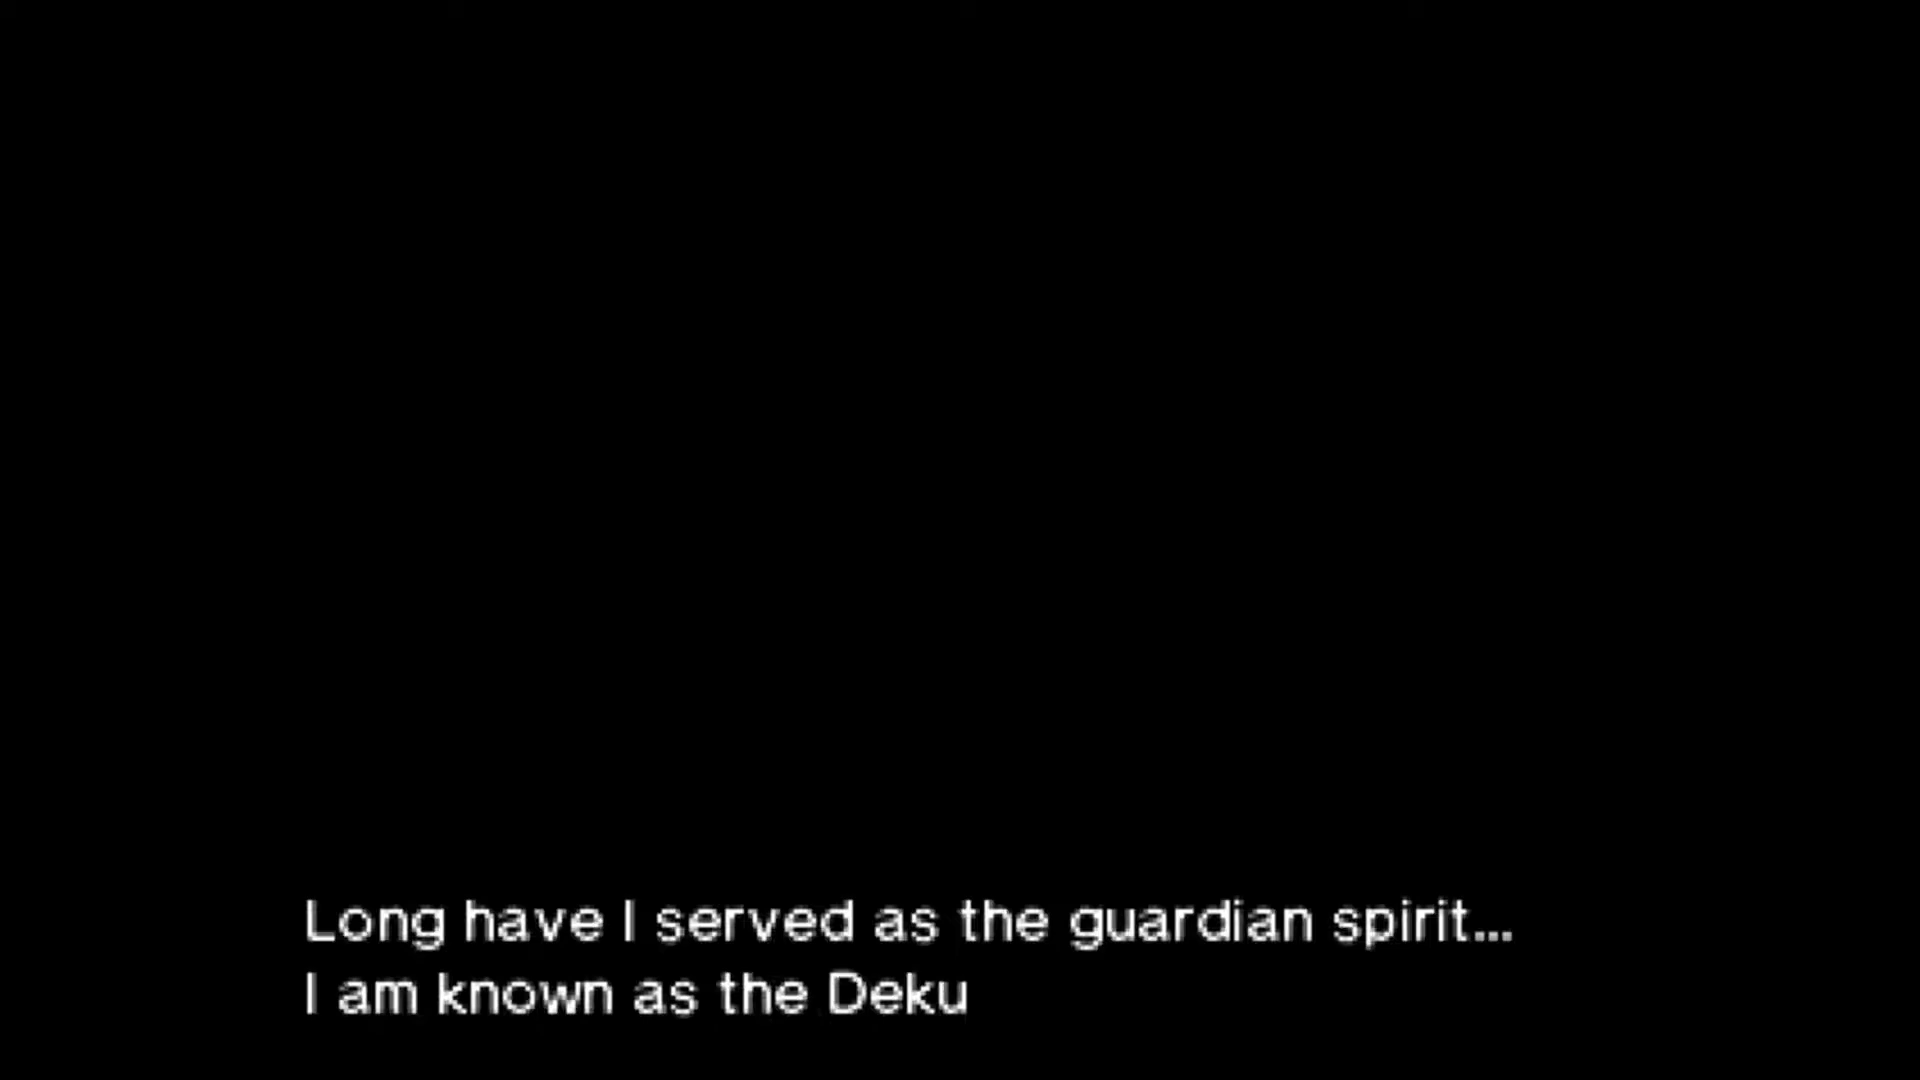 Long have I served as the guardian spirit...
I am known as the Deku